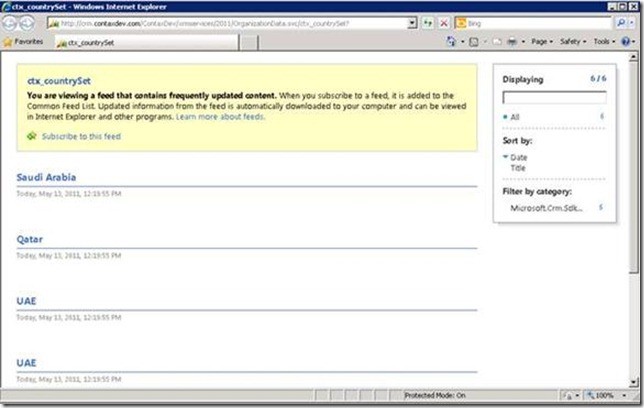 ctx_countrySet - Windows Internet Explorer
http://crm.contaxdev.com/ContaxDev/xrmservices/2011/OrganizationData.svc/ctx_countrySet?
Bing
Favorites
ctx_countrySet
Page
Safety
Tools
ctx_countrySet
You are viewing a feed that contains frequently updated content. When you subscribe to a feed, it is added to the
Common Feed List. Updated information from the feed is automatically downloaded to your computer and can be viewed
in Internet Explorer and other programs. Learn more about feeds.
Subscribe to this feed
Displaying 6 / 6
All 6
Sort by:
Date
Title
Filter by category:
Microsoft.Crm.Sdk... 6
Saudi Arabia
Today, May 13, 2011, 12:19:55 PM
Qatar
Today, May 13, 2011, 12:19:55 PM
UAE
Today, May 13, 2011, 12:19:55 PM
UAE
Today, May 13, 2011, 12:19:55 PM
Protected Mode: On
100%